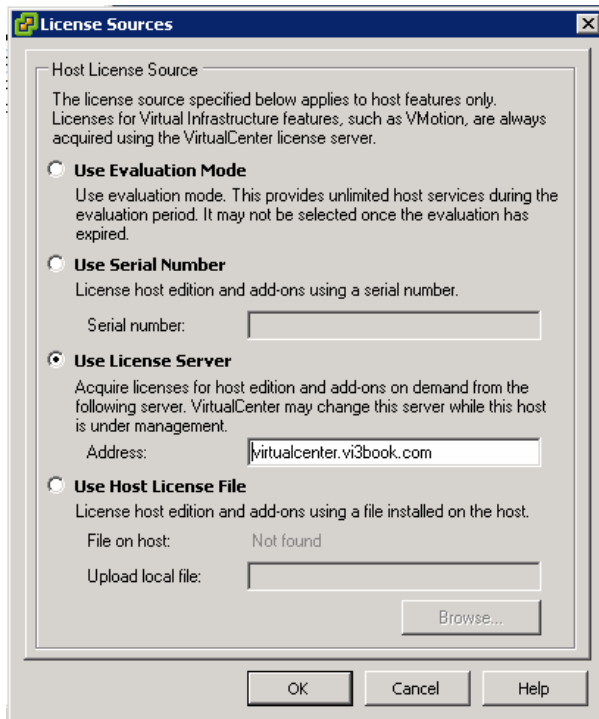 License Sources
Host License Source
The license source specified below applies to host features only.
Licenses for Virtual Infrastructure features, such as VMotion, are always
acquired using the VirtualCenter license server.
Use Evaluation Mode
Use evaluation mode. This provides unlimited host services during the
evaluation period. It may not be selected once the evaluation has
expired.
Use Serial Number
License host edition and add-ons using a serial number.
Serial number:
Use License Server
Acquire licenses for host edition and add-ons on demand from the
following server. VirtualCenter may change this server while this host
is under management.
Address: virtualcenter.vi3book.com
Use Host License File
License host edition and add-ons using a file installed on the host.
File on host: Not found
Upload local file:
Browse...
OK Cancel Help